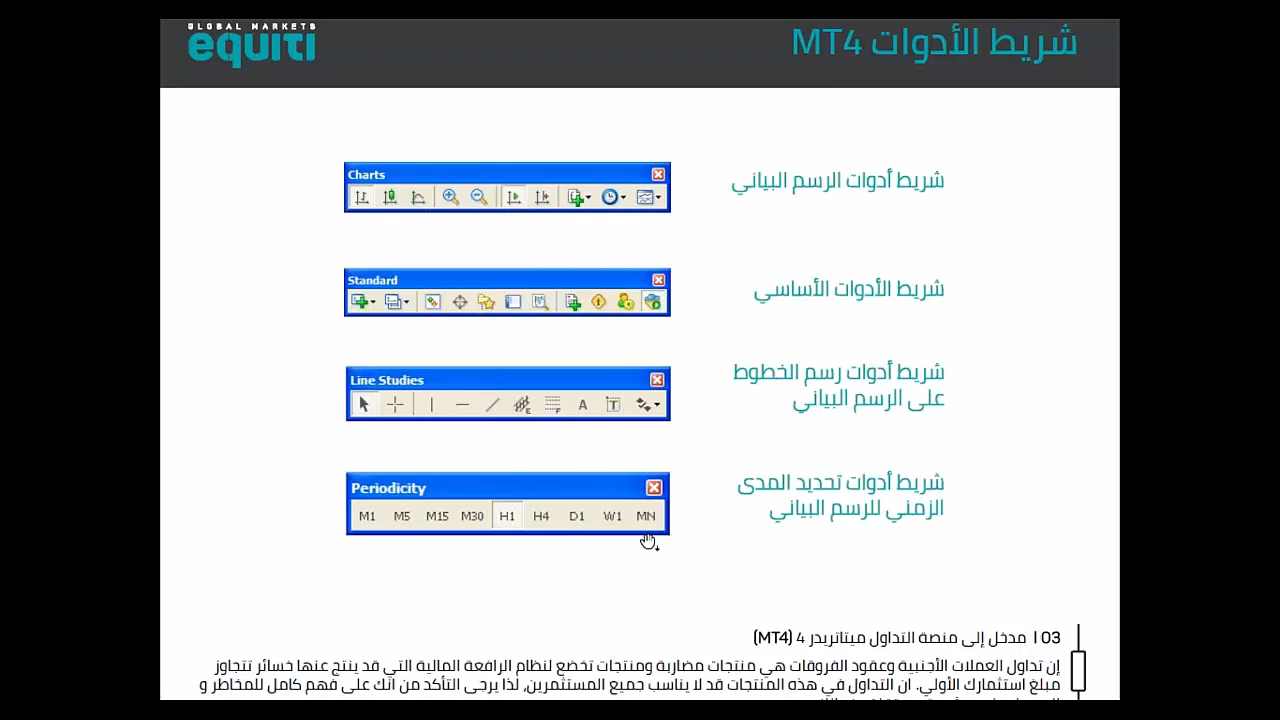 GLOBAL MARKETS
equiti
شريط الأدوات MT4
Charts
شريط أدوات الرسم البياني
Standard
شريط الأدوات الأساسي
Line Studies
E
F
A
T
شريط أدوات رسم الخطوط
على الرسم البياني
Periodicity
M1 M5 M15 M30 H1 H4 D1 W1 MN
شريط أدوات تحديد المدى
الزمني للرسم البياني
03 | مدخل إلى منصة التداول ميتاتريدر 4 (MT4)
إن تداول العملات الأجنبية وعقود الفروقات هي منتجات مضاربة ومنتجات تخضع لنظام الرافعة المالية التي قد ينتج عنها خسائر تتجاوز
مبلغ استثمارك الأولي. ان التداول في هذه المنتجات قد لا يناسب جميع المستثمرين، لذا يرجى التأكد من انك على فهم كامل للمخاطر و